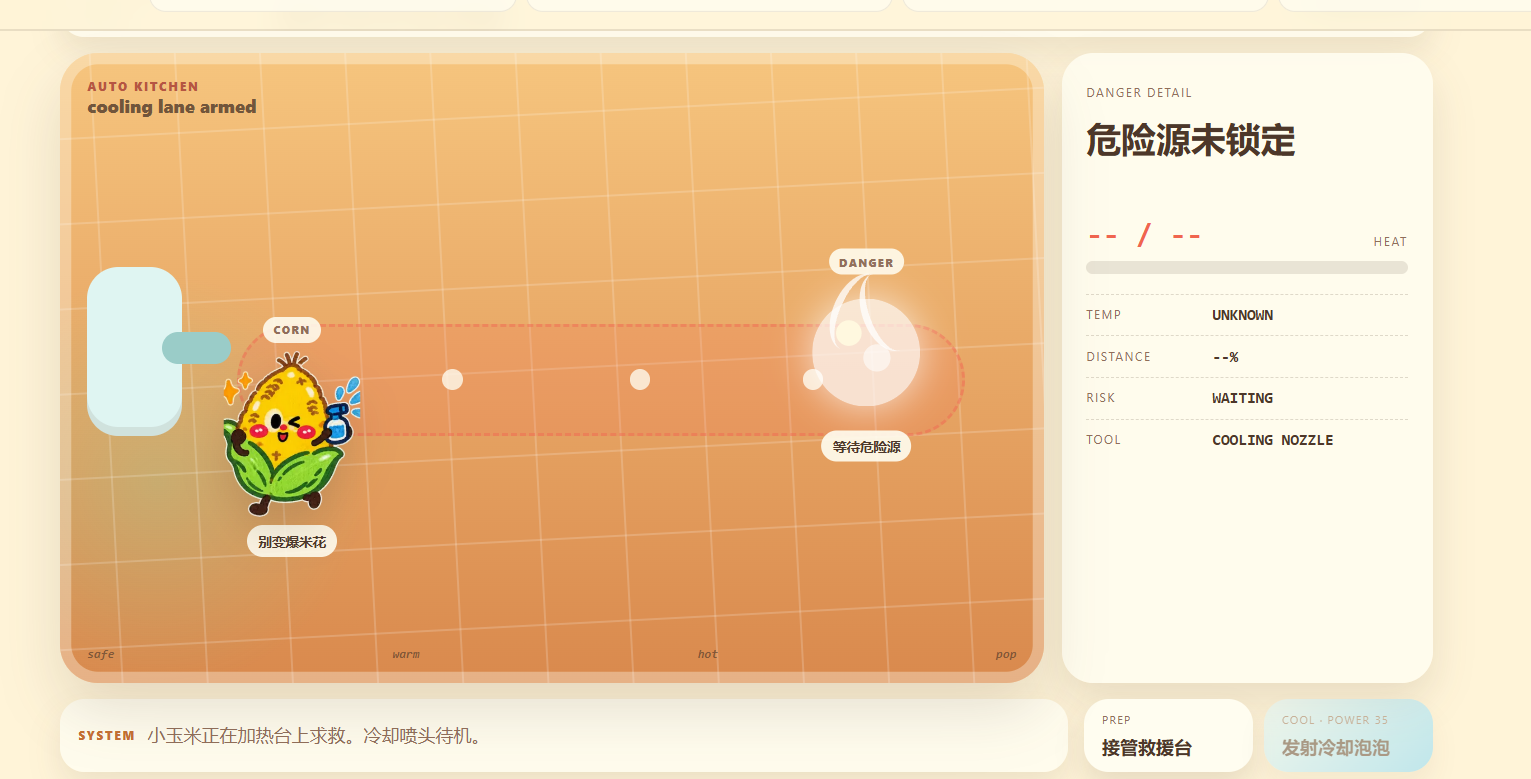 AUTO KITCHEN
cooling lane armed
CORN
别变爆米花
DANGER
等待危险源
safe
warm
hot
pop
DANGER DETAIL
危险源未锁定
-- / --
HEAT
TEMP
UNKNOWN
DISTANCE
--%
RISK
WAITING
TOOL
COOLING NOZZLE
SYSTEM 小玉米正在加热台上求救。冷却喷头待机。
PREP
接管救援台
COOL · POWER 35
发射冷却泡泡